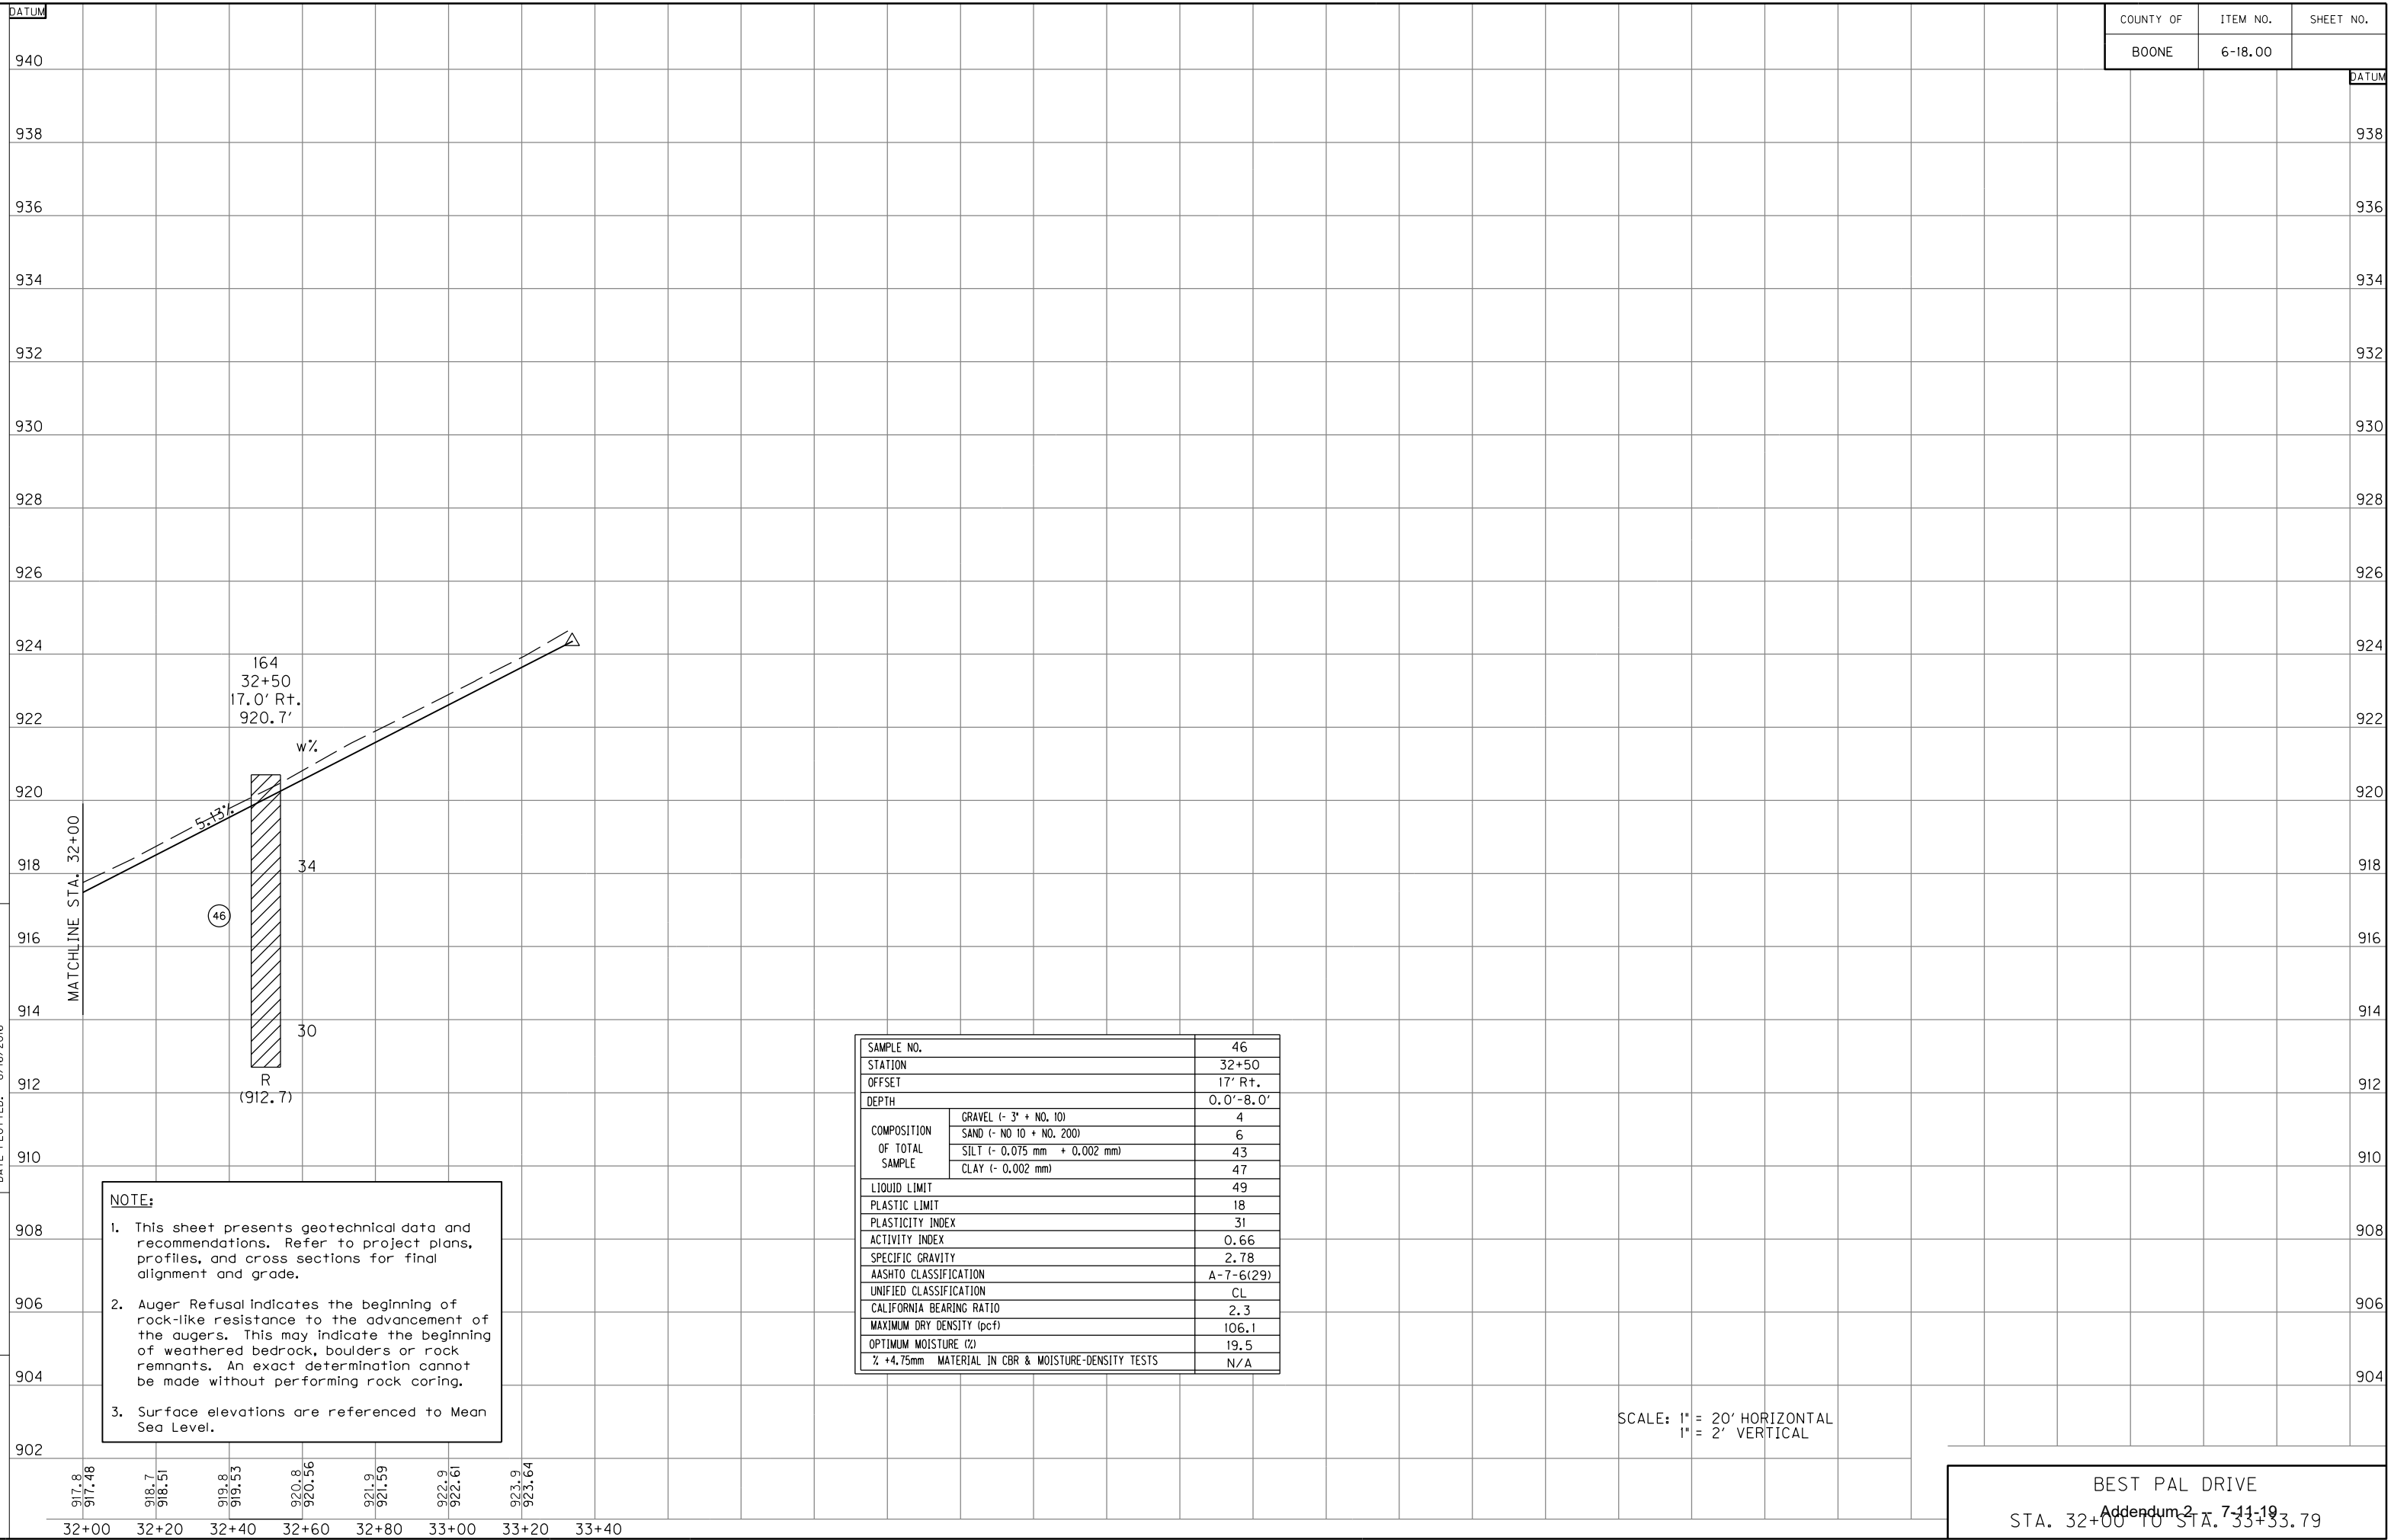 DATUM
COUNTY OF ITEM NO. SHEET NO.
BOONE 6-18.00
DATUM
940
938 938
936 936
934 934
932 932
930 930
928 928
926 926
924 924
922 922
920 920
918 918
916 916
914 914
912 912
910 910
908 908
906 906
904 904
902
164
32+50
17.0' Rt.
920.7'
w%
5.13%
34
46
30
R
(912.7)
MATCHLINE STA. 32+00
DATE PLOTTED:
SAMPLE NO. 46
STATION 32+50
OFFSET 17' Rt.
DEPTH 0.0'-8.0'
COMPOSITION OF TOTAL SAMPLE
GRAVEL (- 3" + NO. 10) 4
SAND (- NO 10 + NO. 200) 6
SILT (- 0.075 mm + 0.002 mm) 43
CLAY (- 0.002 mm) 47
LIQUID LIMIT 49
PLASTIC LIMIT 18
PLASTICITY INDEX 31
ACTIVITY INDEX 0.66
SPECIFIC GRAVITY 2.78
AASHTO CLASSIFICATION A-7-6(29)
UNIFIED CLASSIFICATION CL
CALIFORNIA BEARING RATIO 2.3
MAXIMUM DRY DENSITY (pcf) 106.1
OPTIMUM MOISTURE (%) 19.5
% +4.75mm MATERIAL IN CBR & MOISTURE-DENSITY TESTS N/A
NOTE:
1. This sheet presents geotechnical data and
recommendations. Refer to project plans,
profiles, and cross sections for final
alignment and grade.
2. Auger Refusal indicates the beginning of
rock-like resistance to the advancement of
the augers. This may indicate the beginning
of weathered bedrock, boulders or rock
remnants. An exact determination cannot
be made without performing rock coring.
3. Surface elevations are referenced to Mean
Sea Level.
SCALE: 1" = 20' HORIZONTAL
1" = 2' VERTICAL
917.8 918.7 919.8 920.8 921.9 922.9 923.9
917.48 918.51 919.53 920.56 921.59 922.61 923.64
32+00 32+20 32+40 32+60 32+80 33+00 33+20 33+40
BEST PAL DRIVE
Addendum 2 - 7-11-19
STA. 32+00 TO STA. 33+33.79